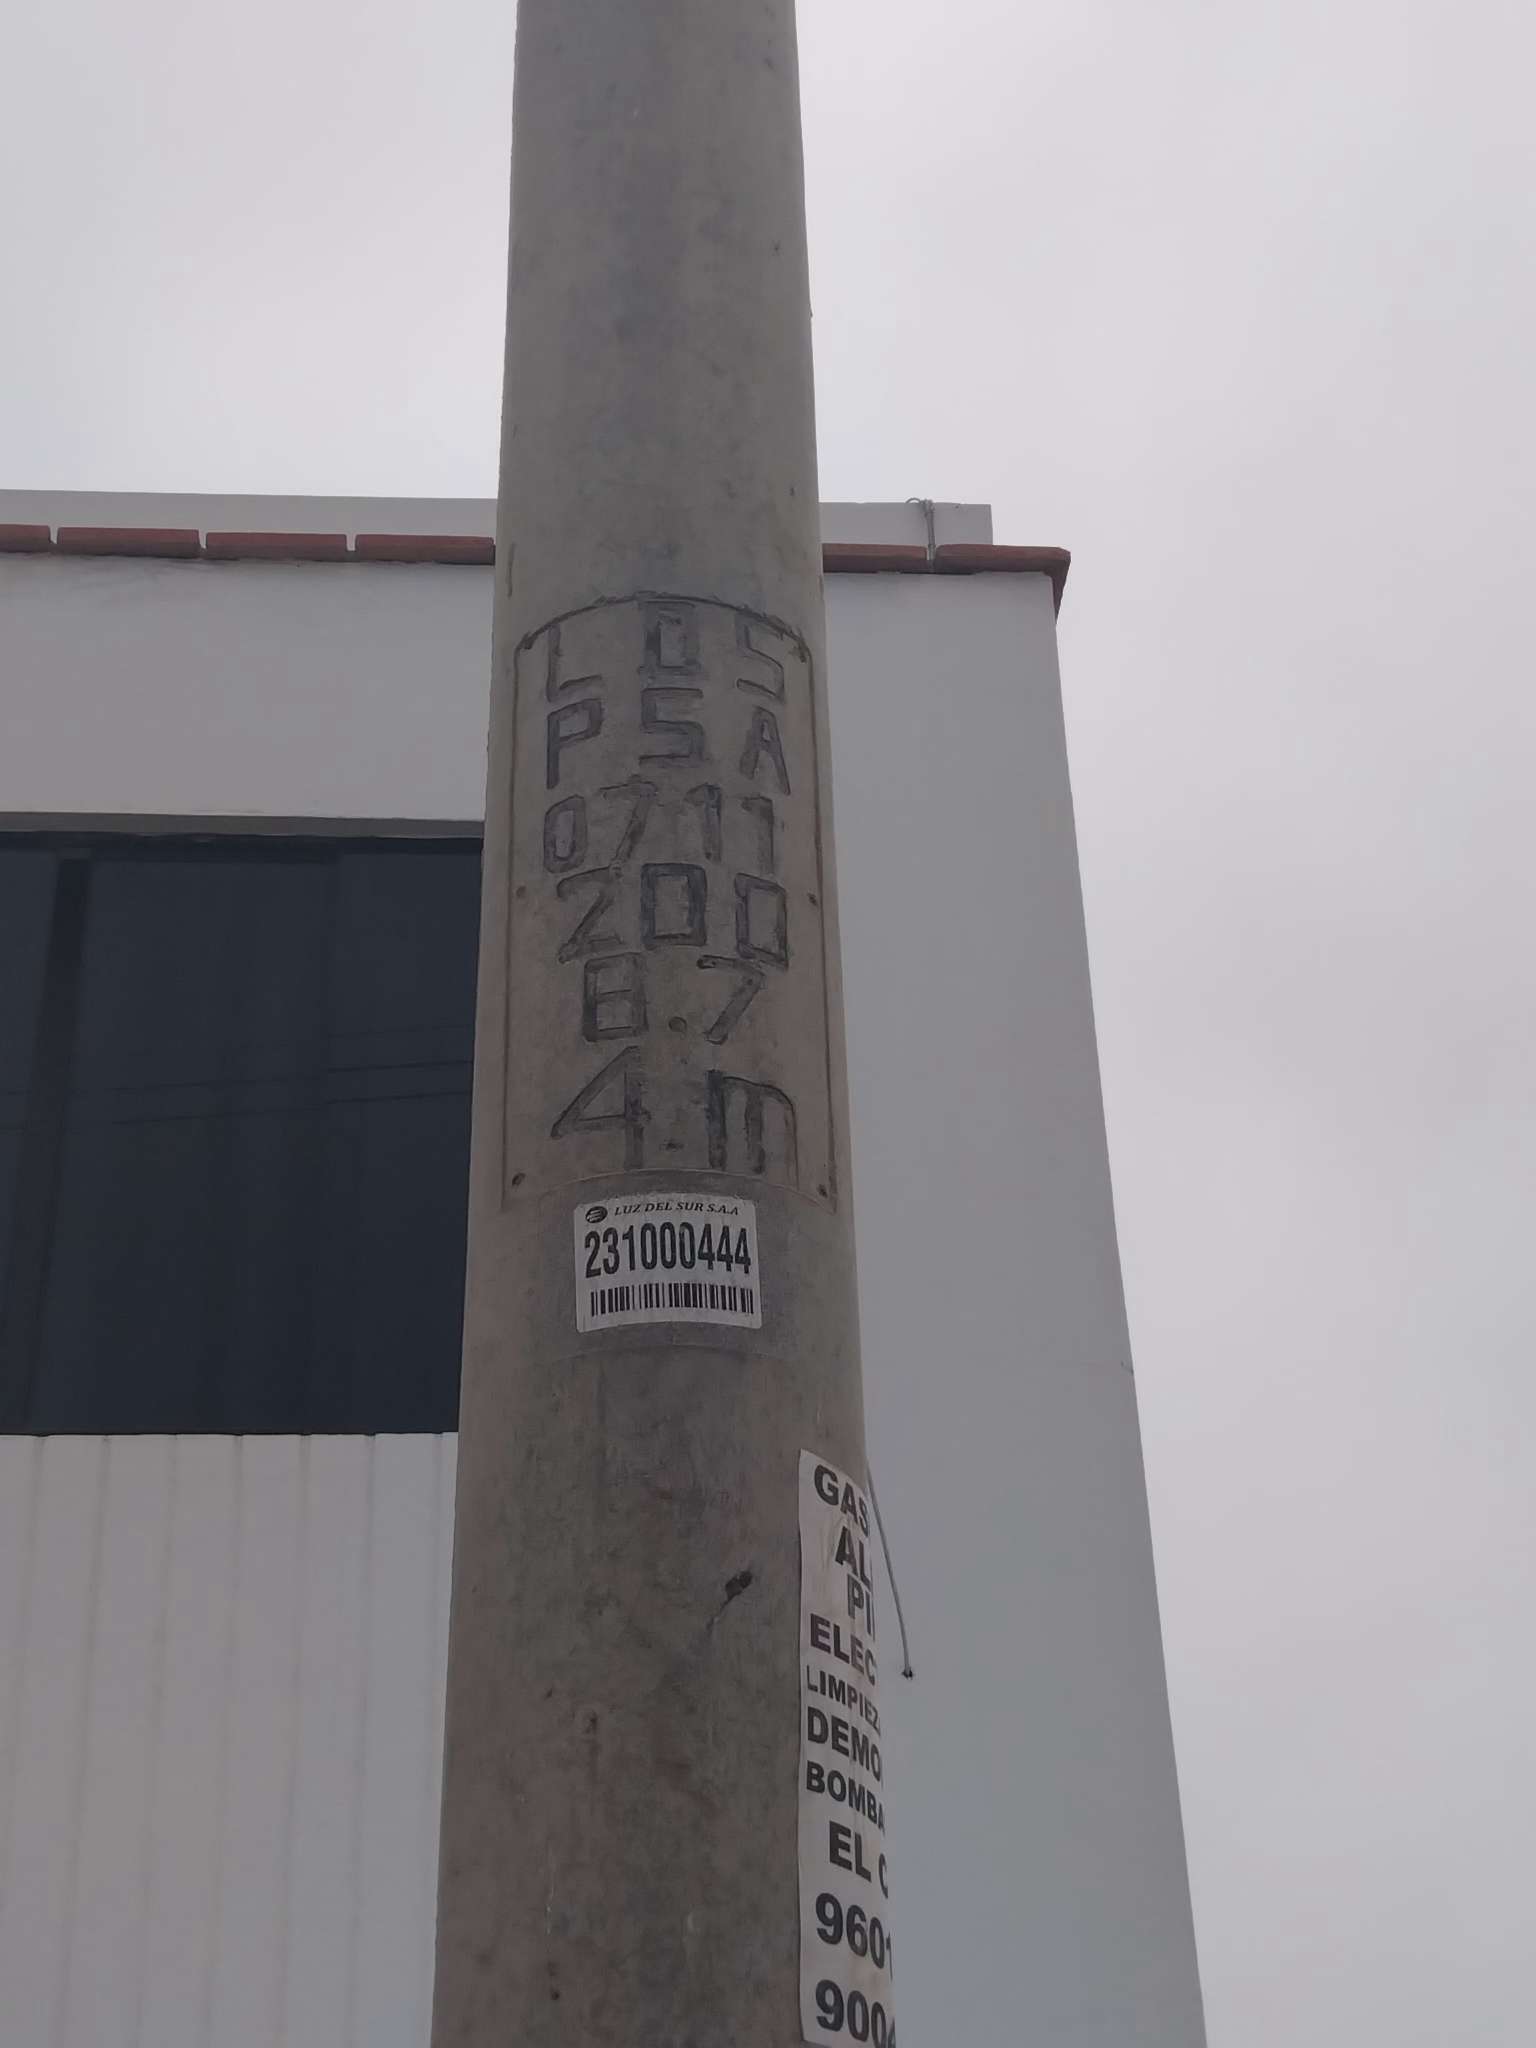 LDS
PSA
0711
200
8.7
4.m
LUZ DEL SUR S.A.A
231000444
GAS
AL
PI
ELEC
LIMPIEZ
DEMO
BOMBA
EL C
9601
9004